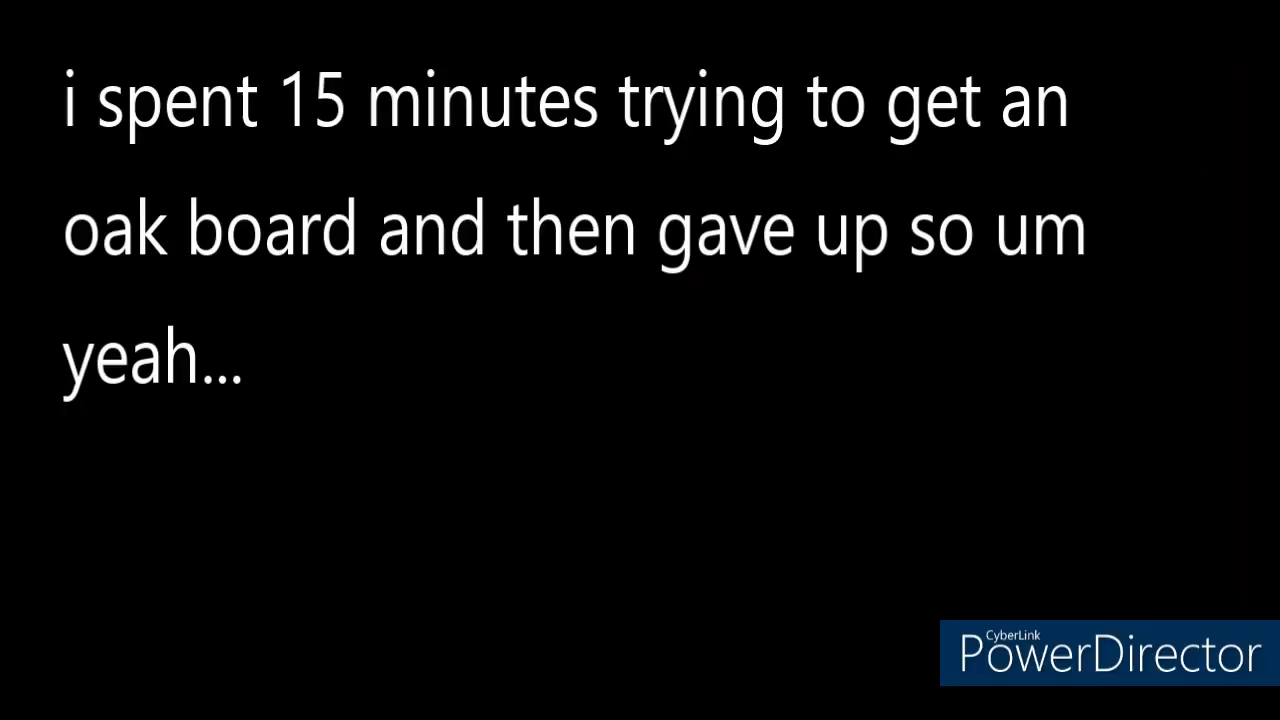 i spent 15 minutes trying to get an
oak board and then gave up so um
yeah...
CyberLink
PowerDirector